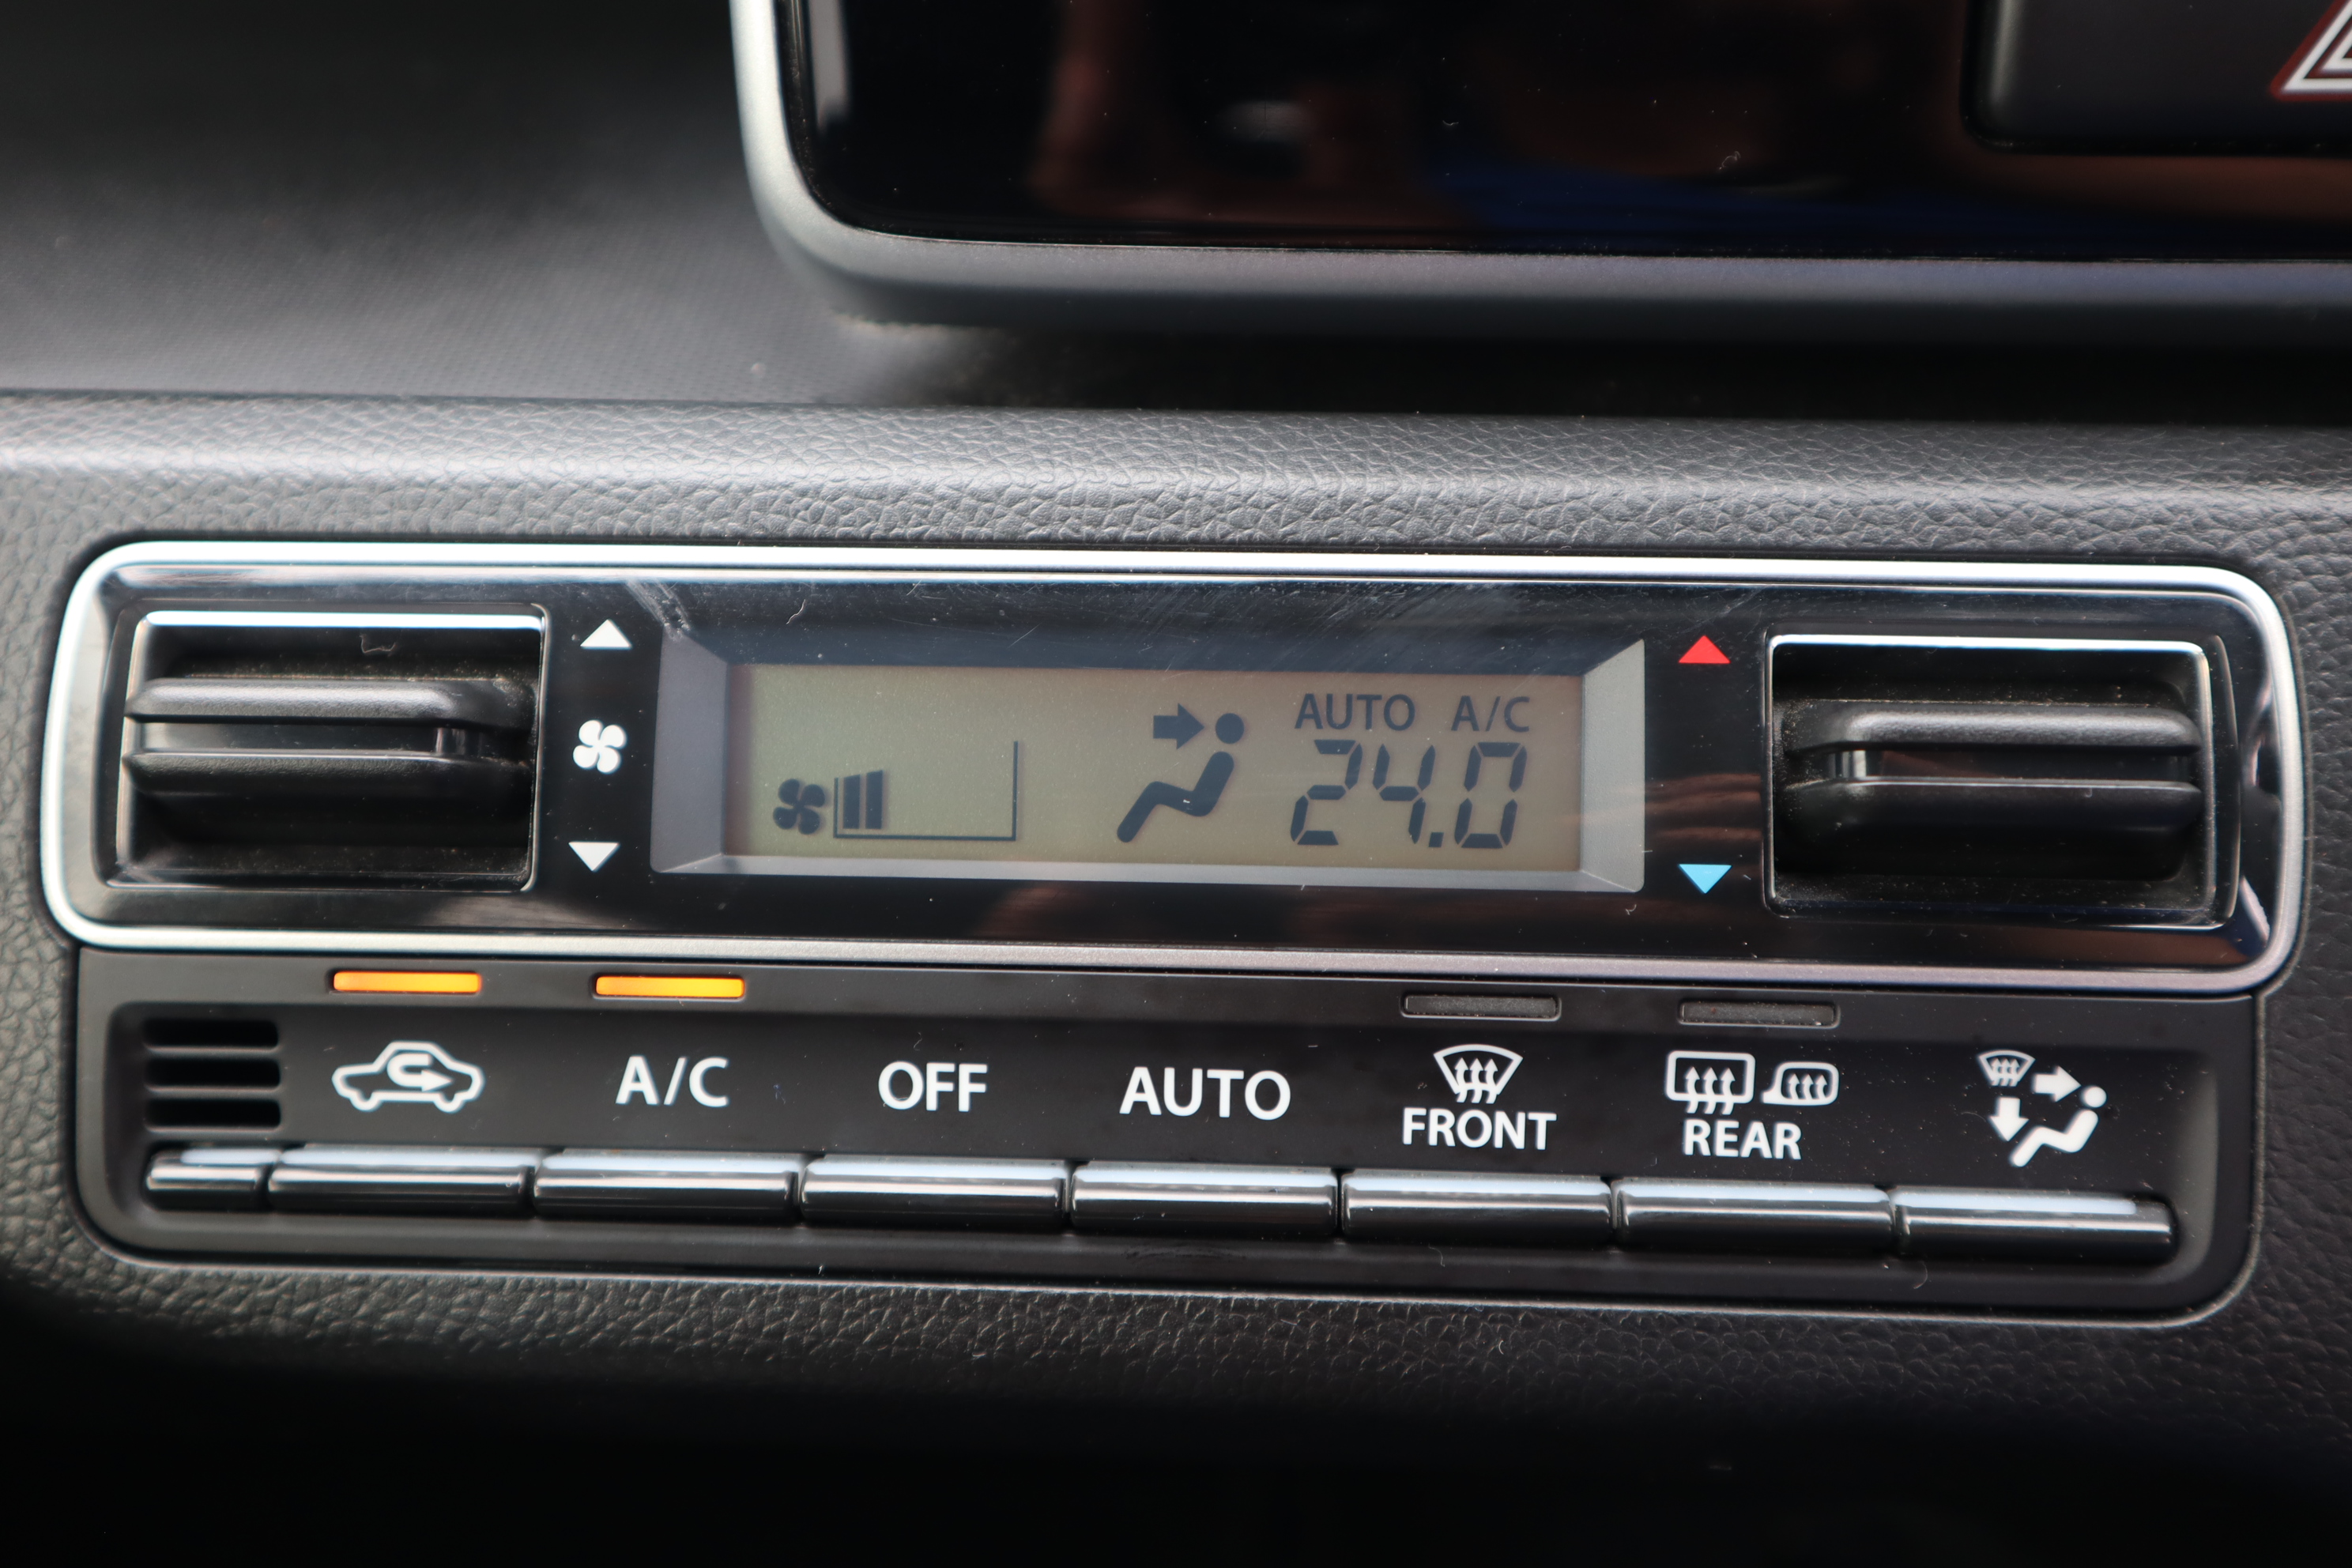 AUTO A/C
24.0
A/C OFF AUTO
FRONT REAR